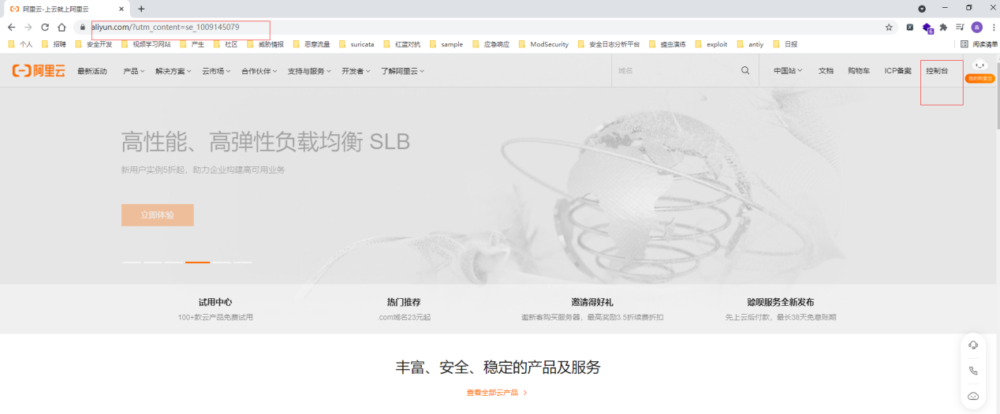 阿里云-上云就上阿里云
aliyun.com/?utm_content=se_1009145079
个人 招聘 安全开发 视频学习网站 产生 社区 威胁情报 恶意流量 suricata 红蓝对抗 sample 应急响应 ModSecurity 安全日志分析平台 蠕虫演练 exploit antiy 日报 阅读清单
阿里云 最新活动 产品 解决方案 云市场 合作伙伴 支持与服务 开发者 了解阿里云 域名 中国站 文档 购物车 ICP备案 控制台
我的阿里云
高性能、高弹性负载均衡 SLB
新用户实例5折起，助力企业构建高可用业务
立即体验
试用中心 热门推荐 邀请得好礼 赊呗服务全新发布
100+款云产品免费试用 .com域名23元起 邀新客购买服务器，最高奖励3.5折续费折扣 先上云后付款，最长38天免息账期
丰富、安全、稳定的产品及服务
查看全部云产品 >